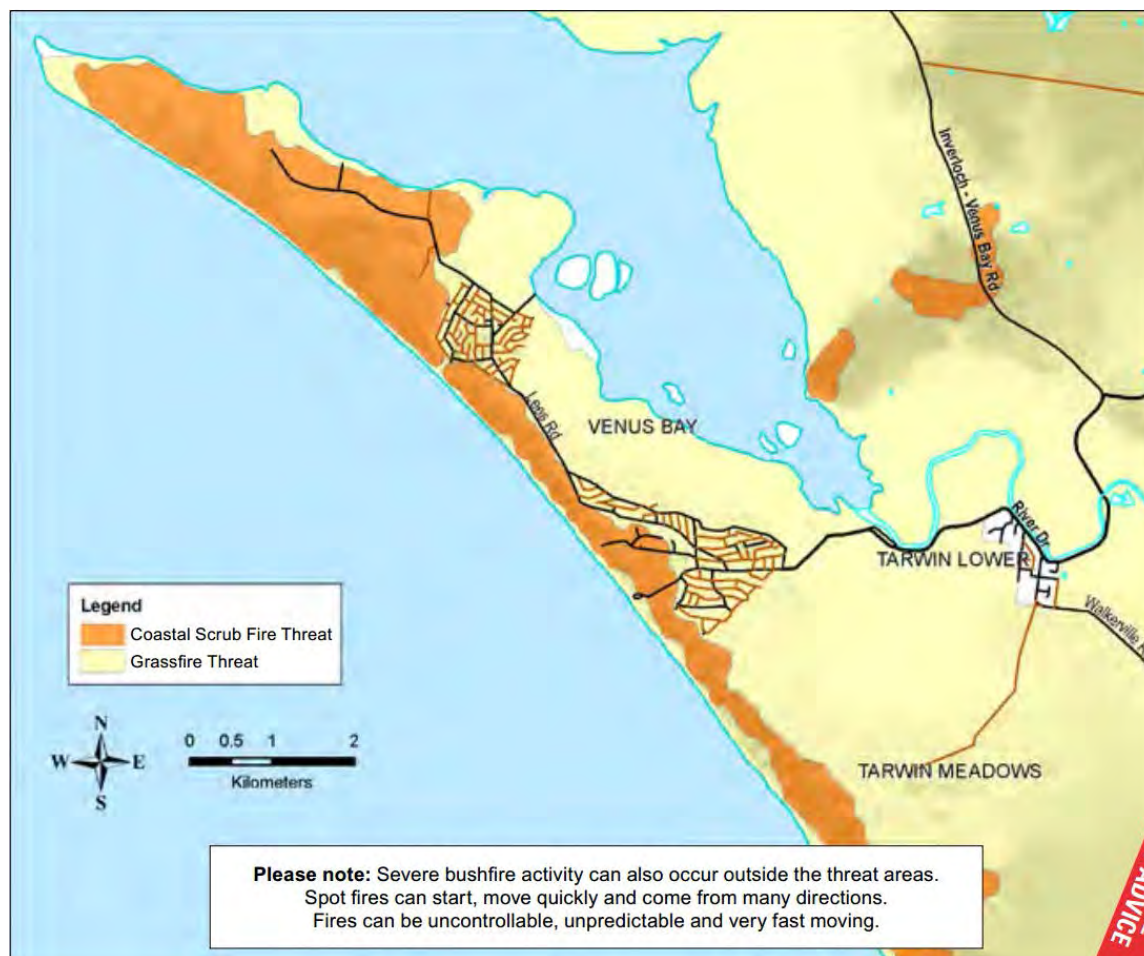 Inverloch - Venus Bay Rd
Lees Rd
VENUS BAY
River Dr
TARWIN LOWER
Walkerville
Legend
Coastal Scrub Fire Threat
Grassfire Threat
N
W E
S
0 0.5 1 2
Kilometers
TARWIN MEADOWS
Please note: Severe bushfire activity can also occur outside the threat areas.
Spot fires can start, move quickly and come from many directions.
Fires can be uncontrollable, unpredictable and very fast moving.
ADVICE